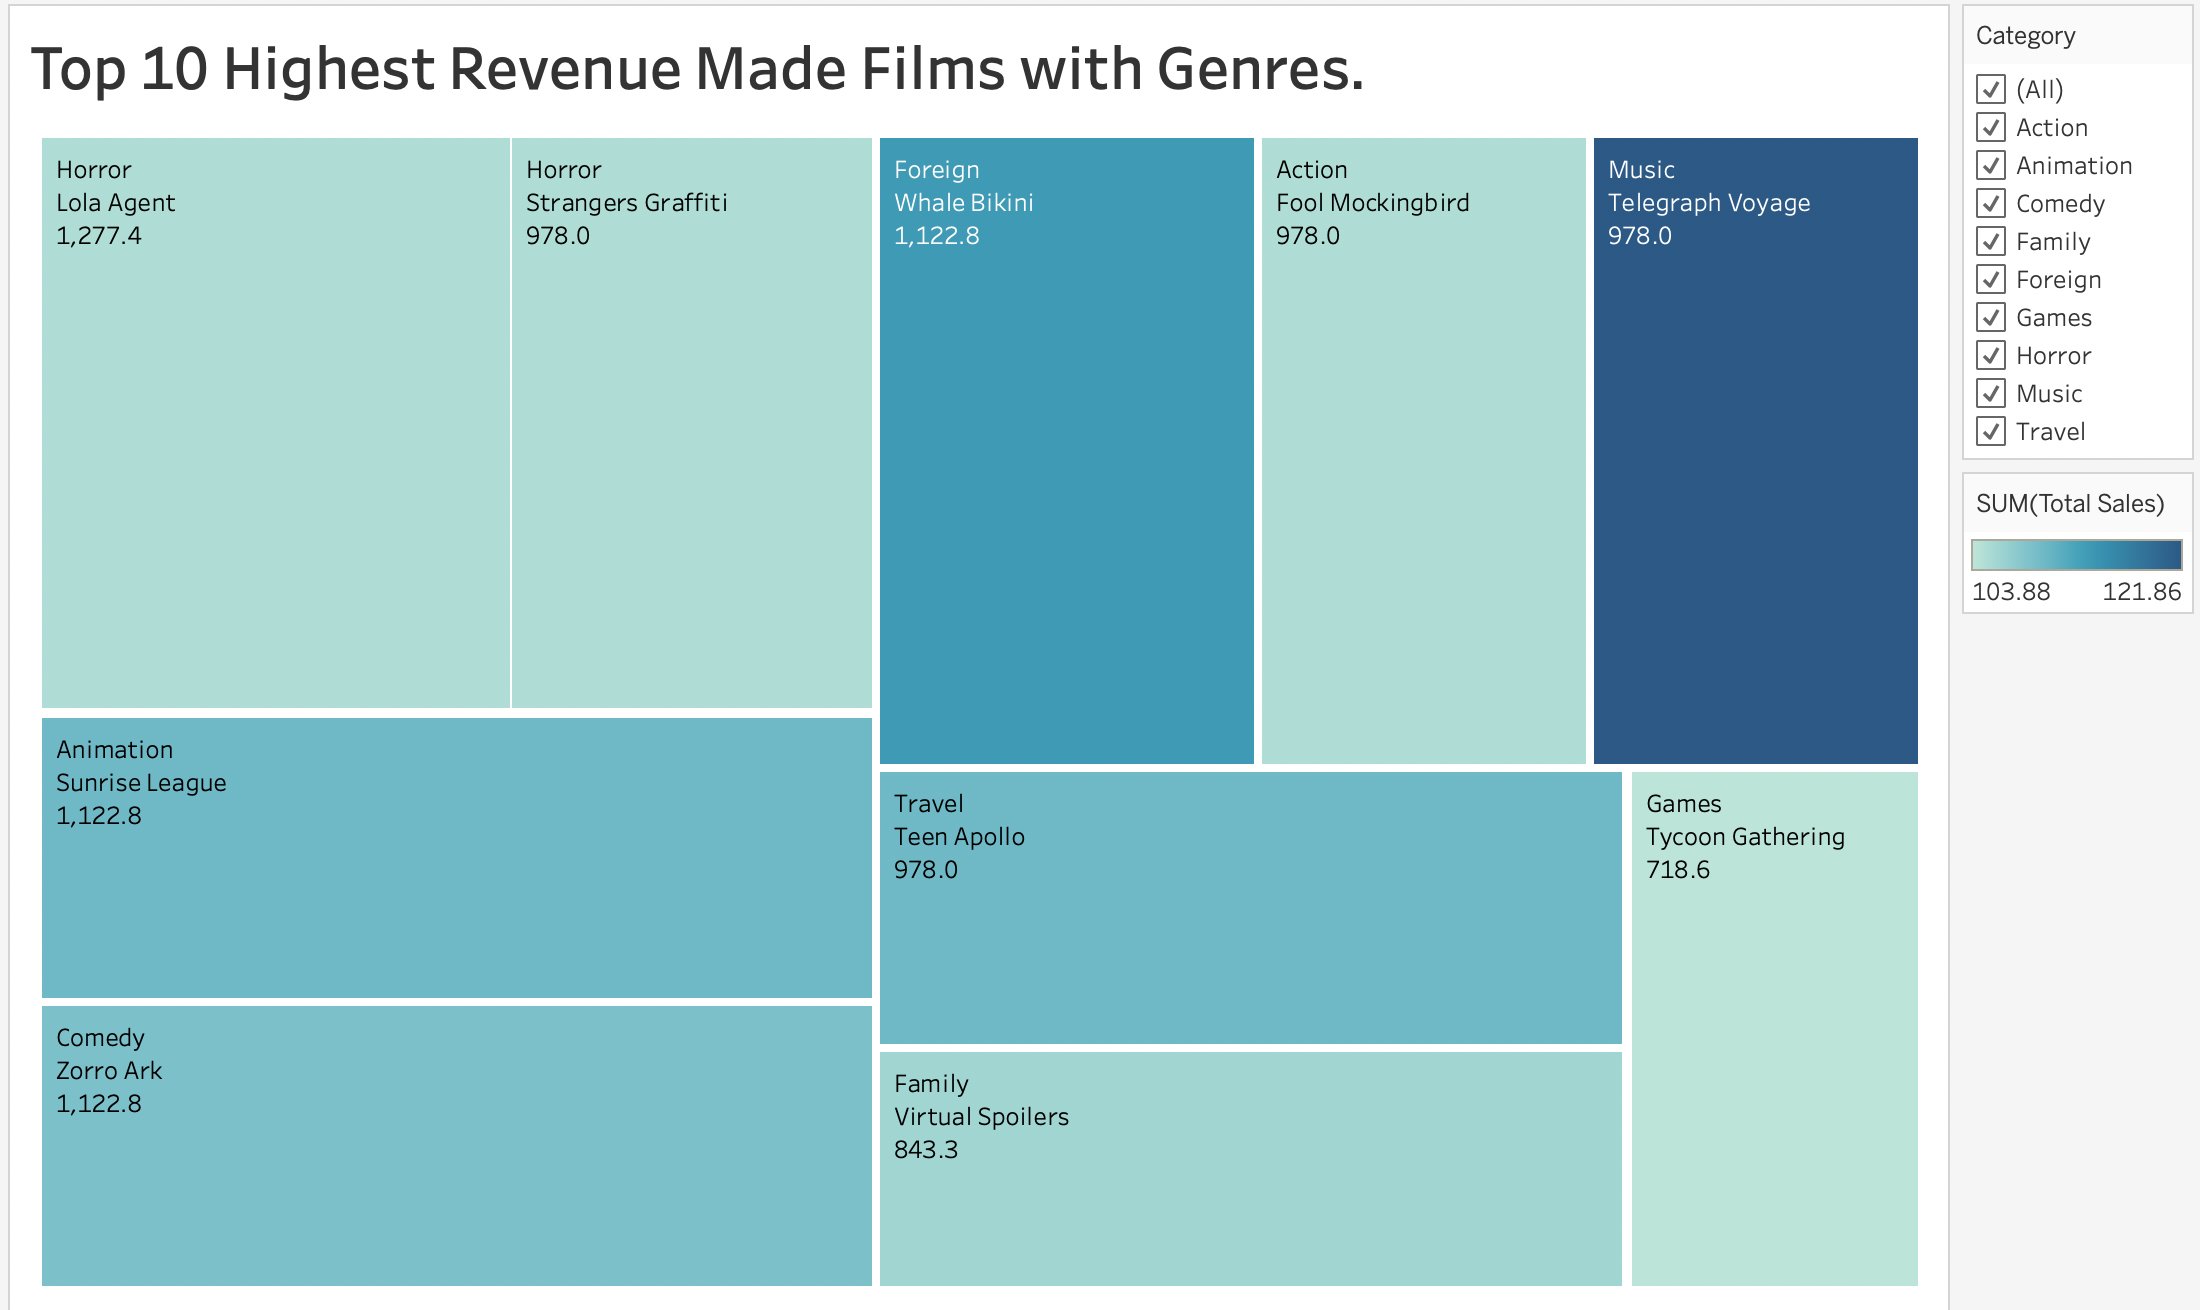 Top 10 Highest Revenue Made Films with Genres.
Horror
Lola Agent
1,277.4
Horror
Strangers Graffiti
978.0
Foreign
Whale Bikini
1,122.8
Action
Fool Mockingbird
978.0
Music
Telegraph Voyage
978.0
Animation
Sunrise League
1,122.8
Travel
Teen Apollo
978.0
Games
Tycoon Gathering
718.6
Comedy
Zorro Ark
1,122.8
Family
Virtual Spoilers
843.3
Category
(All)
Action
Animation
Comedy
Family
Foreign
Games
Horror
Music
Travel
SUM(Total Sales)
103.88 121.86